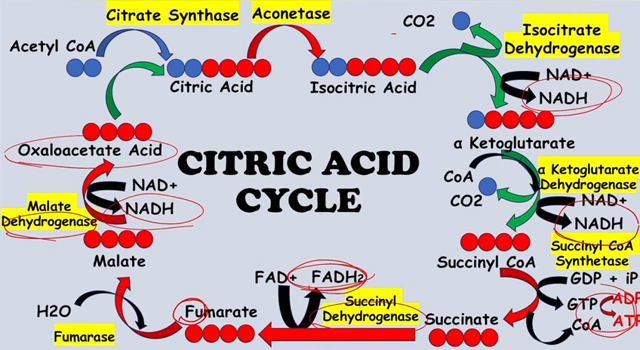 Citrate Synthase
Aconetase
Acetyl CoA
Citric Acid
Isocitric Acid
CO2
Isocitrate
Dehydrogenase
NAD+
NADH
α Ketoglutarate
CoA
CO2
α Ketoglutarate
Dehydrogenase
NAD+
NADH
Succinyl CoA
Succinyl CoA
Synthetase
GDP + iP
GTP
CoA
ADP
ATP
Succinate
Succinyl
Dehydrogenase
FAD+
FADH2
Fumarate
Fumarase
H2O
Malate
Malate
Dehydrogenase
NAD+
NADH
Oxaloacetate Acid
CITRIC ACID
CYCLE